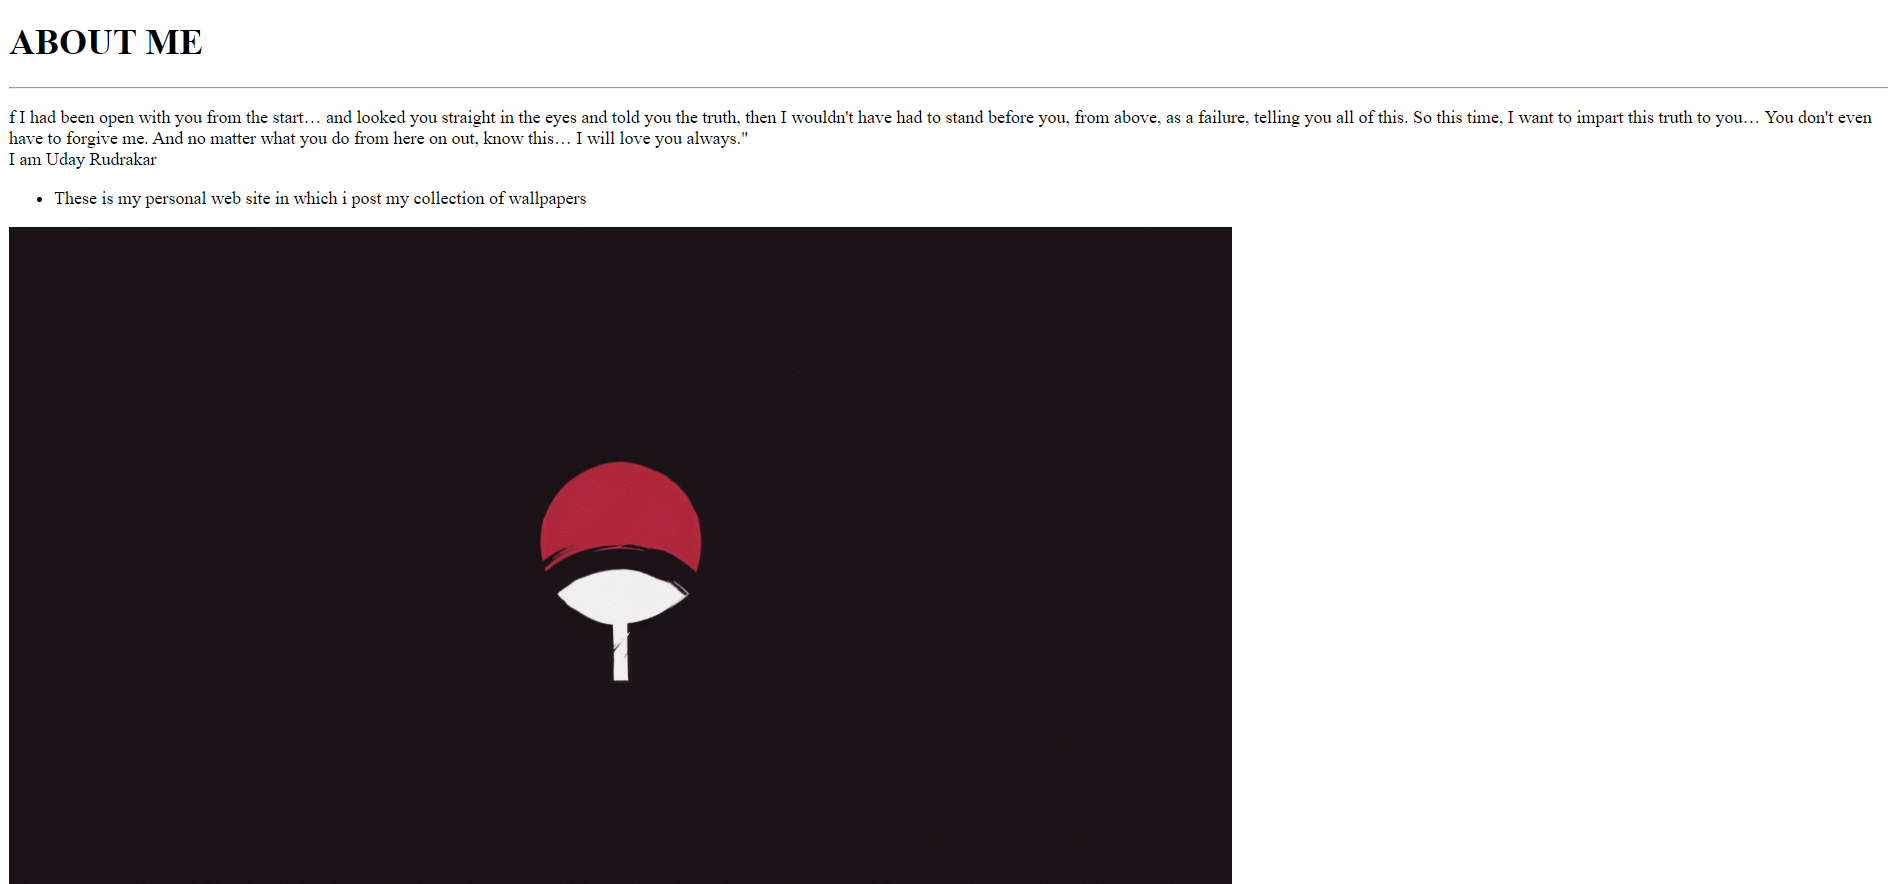 ABOUT ME
f I had been open with you from the start… and looked you straight in the eyes and told you the truth, then I wouldn't have had to stand before you, from above, as a failure, telling you all of this. So this time, I want to impart this truth to you… You don't even
have to forgive me. And no matter what you do from here on out, know this… I will love you always."
I am Uday Rudrakar
• These is my personal web site in which i post my collection of wallpapers